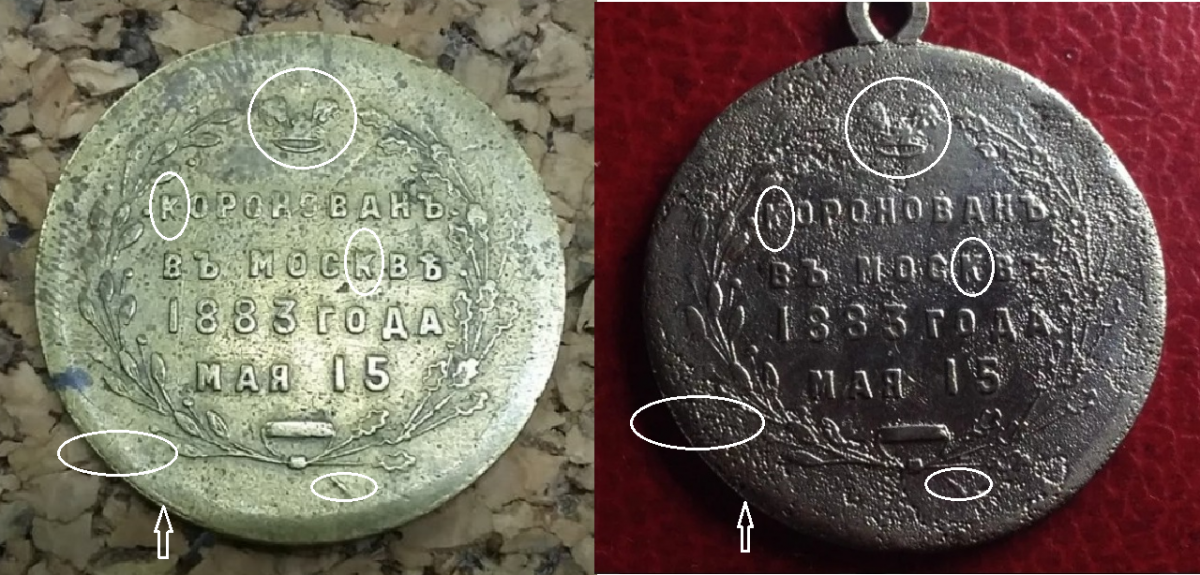 КОРОНОВАНЪ
ВЪ МОСКВѢ
1883 ГОДА
МАЯ 15
КОРОНОВАНЪ
ВЪ МОСКВѢ
1883 ГОДА
МАЯ 15